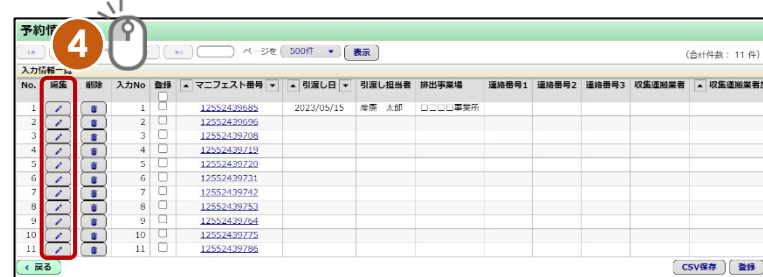 予約情
4
ページを 500件 ▼ 表示
(合計件数: 11 件)
入力情報一覧
No. 編集 削除 入力No 登録 ▲ マニフェスト番号 ▼ ▲ 引渡し日 ▼ 引渡し担当者 排出事業場 連絡番号1 連絡番号2 連絡番号3 収集運搬業者 ▲ 収集運搬業者
1 1 12552439685 2023/05/15 産廃 太郎 □□□□事業所
2 2 12552439696
3 3 12552439708
4 4 12552439719
5 5 12552439720
6 6 12552439731
7 7 12552439742
8 8 12552439753
9 9 12552439764
10 10 12552439775
11 11 12552439786
< 戻る CSV保存 登録